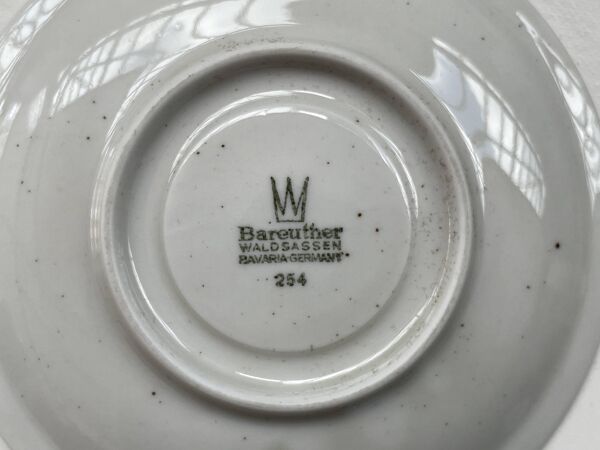 W
Bareuther
WALDSASSEN
BAVARIA·GERMANY
254